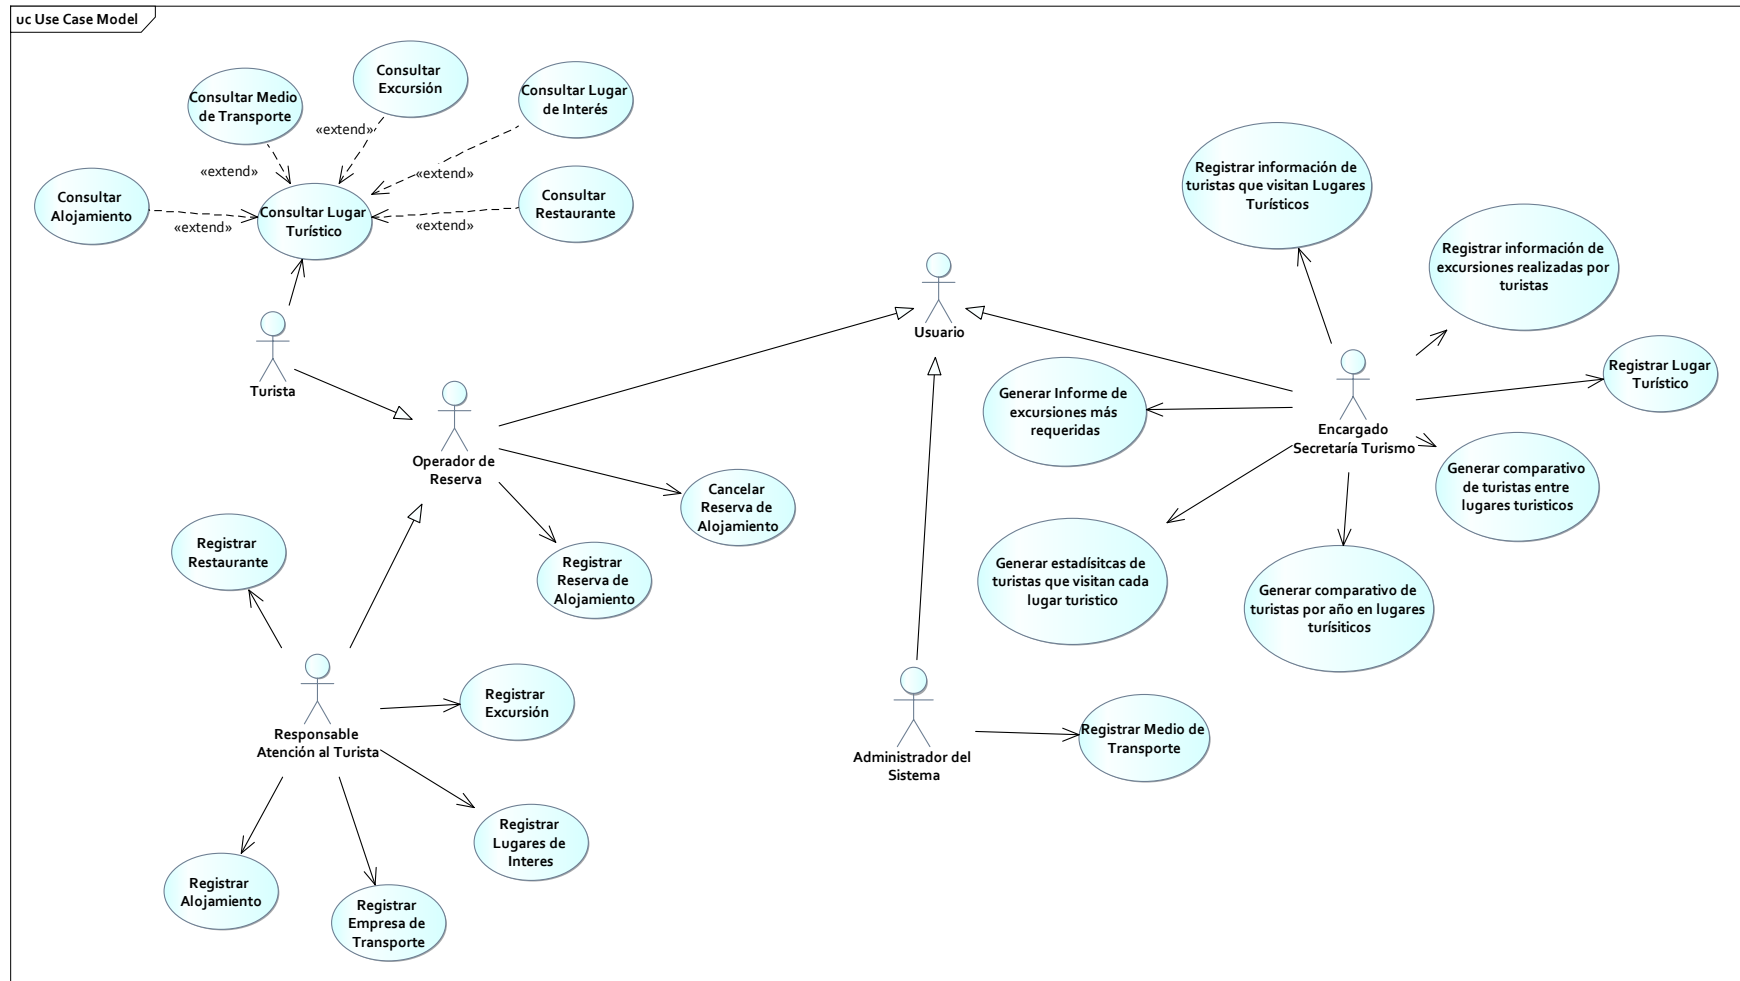 uc Use Case Model
Consultar
Excursión
Consultar Medio
de Transporte
Consultar Lugar
de Interés
«extend»
«extend»
«extend»
Consultar
Alojamiento
«extend»
Consultar Lugar
Turístico
Consultar
Restaurante
«extend»
Turista
Operador de
Reserva
Cancelar
Reserva de
Alojamiento
Registrar
Reserva de
Alojamiento
Registrar
Restaurante
Responsable
Atención al Turista
Registrar
Excursión
Registrar
Lugares de
Interes
Registrar
Alojamiento
Registrar
Empresa de
Transporte
Usuario
Administrador del
Sistema
Registrar Medio de
Transporte
Registrar información de
turistas que visitan Lugares
Turísticos
Registrar información de
excursiones realizadas por
turistas
Registrar Lugar
Turístico
Encargado
Secretaría Turismo
Generar Informe de
excursiones más
requeridas
Generar comparativo
de turistas entre
lugares turisticos
Generar estadísitcas de
turistas que visitan cada
lugar turistico
Generar comparativo de
turistas por año en lugares
turísiticos